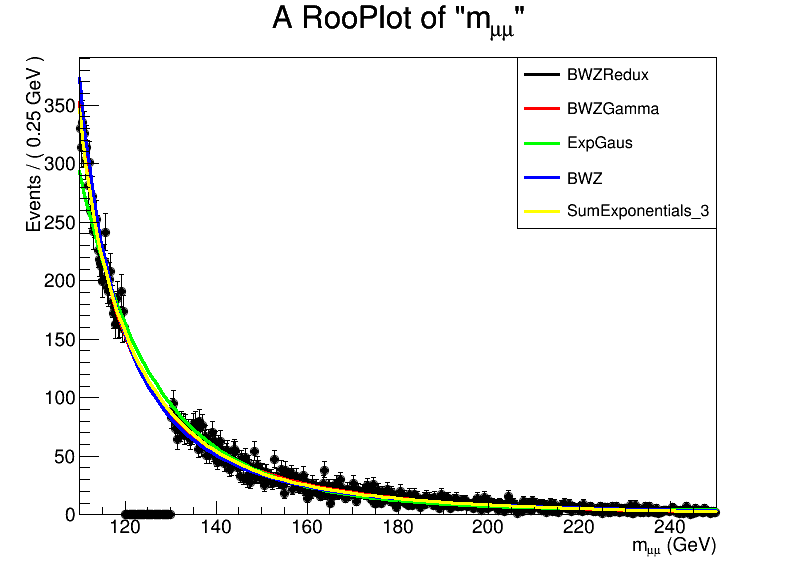 A RooPlot of "mμμ"
Events / ( 0.25 GeV )
350
300
250
200
150
100
50
0
BWZRedux
BWZGamma
ExpGaus
BWZ
SumExponentials_3
120 140 160 180 200 220 240
mμμ (GeV)